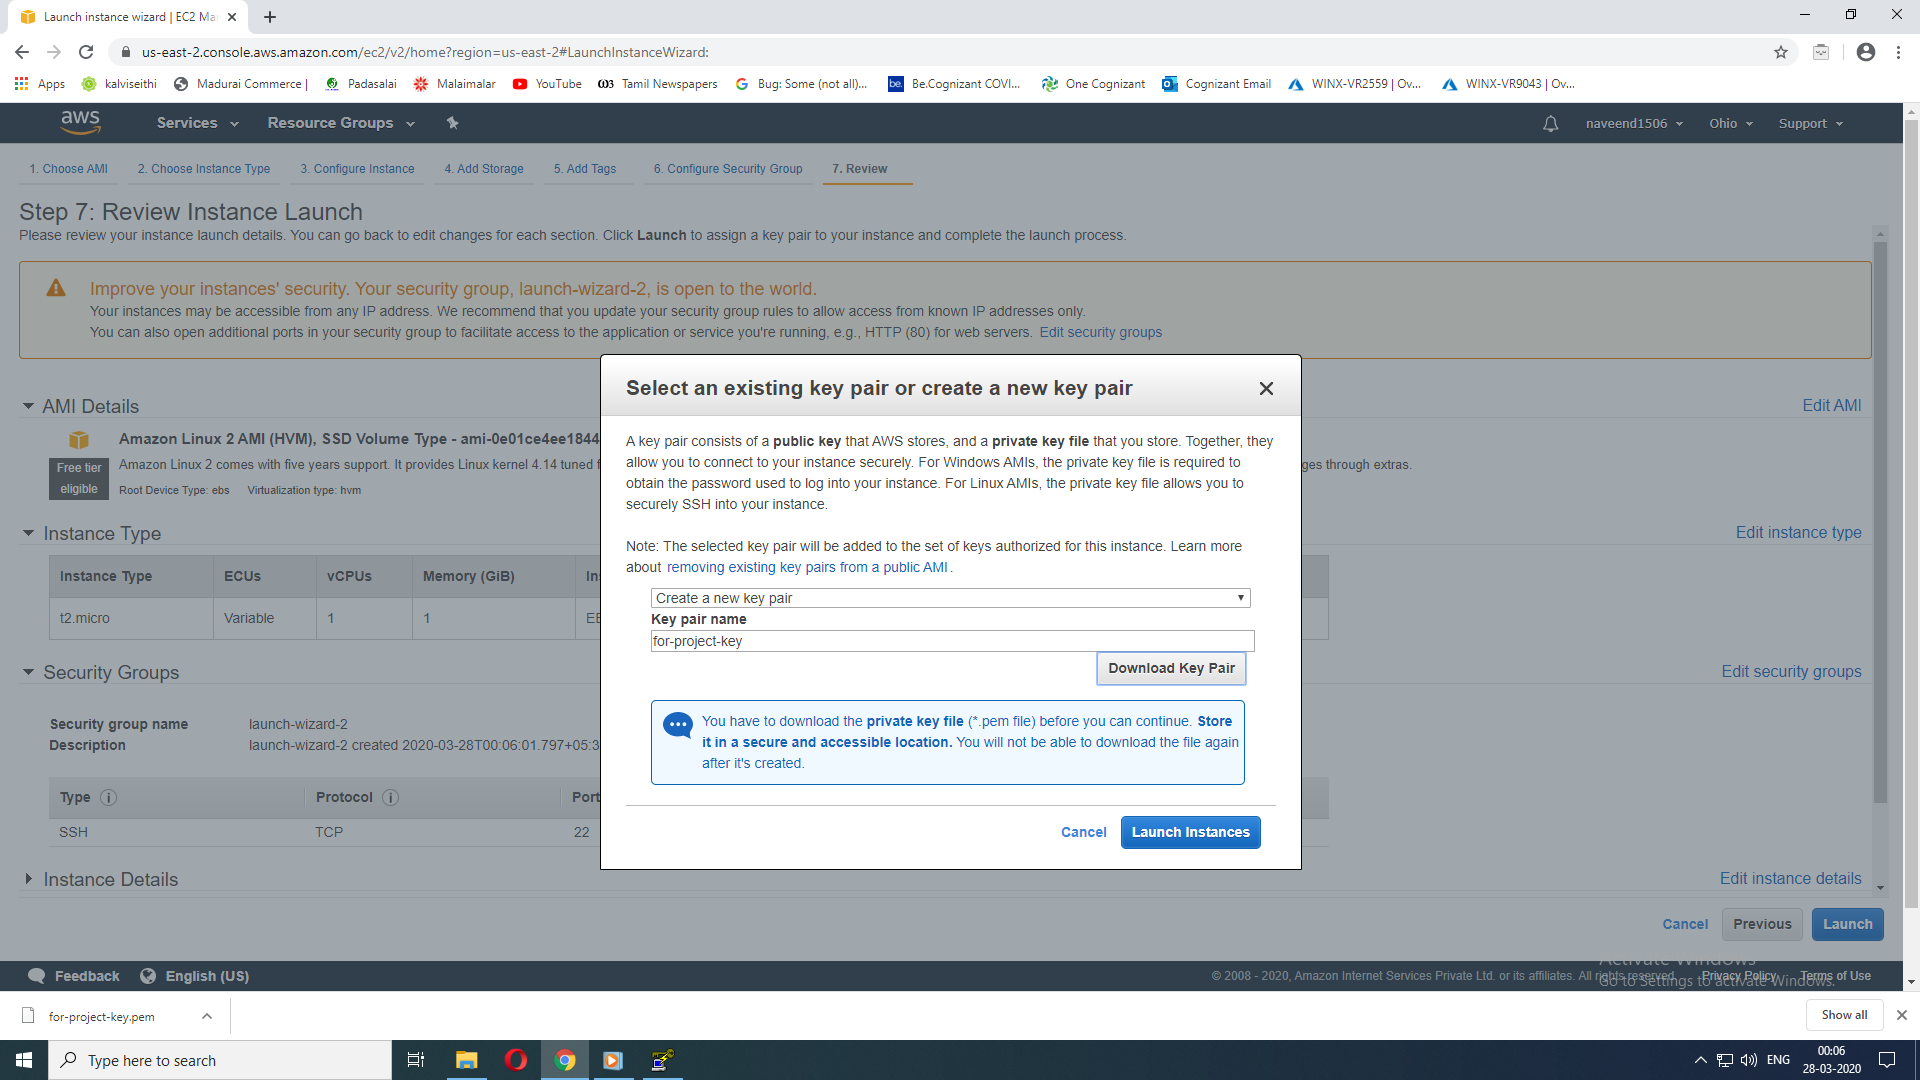 Launch instance wizard | EC2 Ma
us-east-2.console.aws.amazon.com/ec2/v2/home?region=us-east-2#LaunchInstanceWizard:
Apps kalviseithi Madurai Commerce | Padasalai Malaimalar YouTube Tamil Newspapers Bug: Some (not all)... be. Be.Cognizant COVI... One Cognizant Cognizant Email WINX-VR2559 | Ov... WINX-VR9043 | Ov...
aws Services Resource Groups naveend1506 Ohio Support
1. Choose AMI 2. Choose Instance Type 3. Configure Instance 4. Add Storage 5. Add Tags 6. Configure Security Group 7. Review
Step 7: Review Instance Launch
Please review your instance launch details. You can go back to edit changes for each section. Click Launch to assign a key pair to your instance and complete the launch process.
Improve your instances' security. Your security group, launch-wizard-2, is open to the world.
Your instances may be accessible from any IP address. We recommend that you update your security group rules to allow access from known IP addresses only.
You can also open additional ports in your security group to facilitate access to the application or service you're running, e.g., HTTP (80) for web servers. Edit security groups
AMI Details Edit AMI
Amazon Linux 2 AMI (HVM), SSD Volume Type - ami-0e01ce4ee1844
Free tier eligible
Amazon Linux 2 comes with five years support. It provides Linux kernel 4.14 tuned f
ges through extras.
Root Device Type: ebs Virtualization type: hvm
Instance Type Edit instance type
Instance Type ECUs vCPUs Memory (GiB) In
t2.micro Variable 1 1 EE
Security Groups Edit security groups
Security group name launch-wizard-2
Description launch-wizard-2 created 2020-03-28T00:06:01.797+05:3
Type Protocol Port
SSH TCP 22
Instance Details Edit instance details
Cancel Previous Launch
Select an existing key pair or create a new key pair
A key pair consists of a public key that AWS stores, and a private key file that you store. Together, they
allow you to connect to your instance securely. For Windows AMIs, the private key file is required to
obtain the password used to log into your instance. For Linux AMIs, the private key file allows you to
securely SSH into your instance.
Note: The selected key pair will be added to the set of keys authorized for this instance. Learn more
about removing existing key pairs from a public AMI .
Create a new key pair
Key pair name
for-project-key
Download Key Pair
You have to download the private key file (*.pem file) before you can continue. Store
it in a secure and accessible location. You will not be able to download the file again
after it's created.
Cancel Launch Instances
Activate Windows
Go to Settings to activate Windows.
Feedback English (US) © 2008 - 2020, Amazon Internet Services Private Ltd. or its affiliates. All rights reserved. Privacy Policy Terms of Use
for-project-key.pem Show all
Type here to search ENG 00:06
28-03-2020